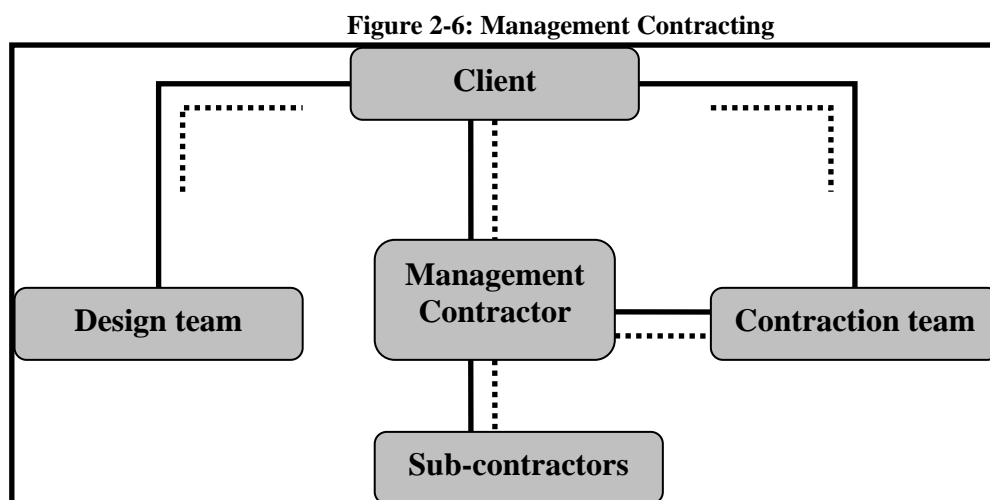 Figure 2-6: Management Contracting
Client
Management
Contractor
Design team
Contraction team
Sub-contractors